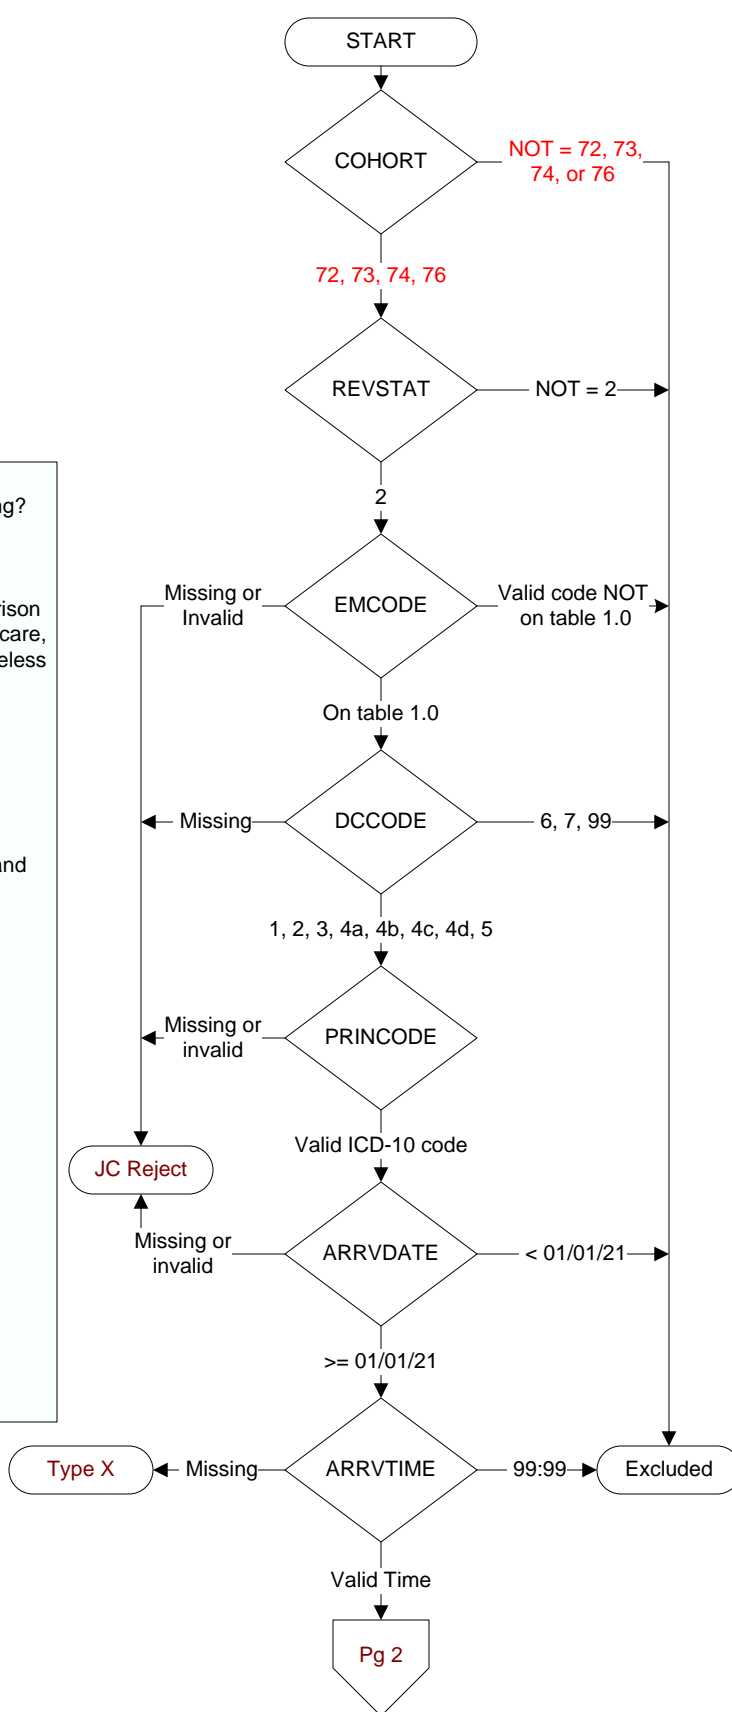 START
COHORT
NOT = 72, 73,
74, or 76
72, 73, 74, 76
REVSTAT
NOT = 2
2
Missing or
Invalid
EMCODE
Valid code NOT
on table 1.0
On table 1.0
Missing
DCCODE
6, 7, 99
1, 2, 3, 4a, 4b, 4c, 4d, 5
Missing or
invalid
PRINCODE
Valid ICD-10 code
JC Reject
Missing or
invalid
ARRVDATE
< 01/01/21
>= 01/01/21
Type X
Missing
ARRVTIME
99:99
Excluded
Valid Time
Pg 2
care,